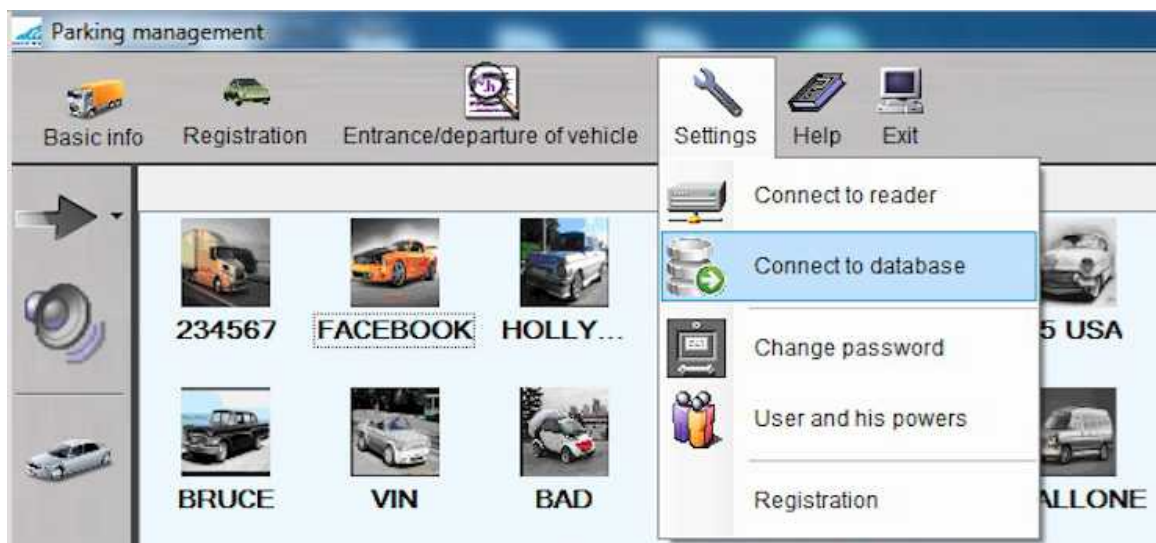 Parking management
Basic info
Registration
Entrance/departure of vehicle
Settings
Help
Exit
Connect to reader
Connect to database
Change password
User and his powers
Registration
234567
FACEBOOK
HOLLY...
5 USA
BRUCE
VIN
BAD
ALLONE